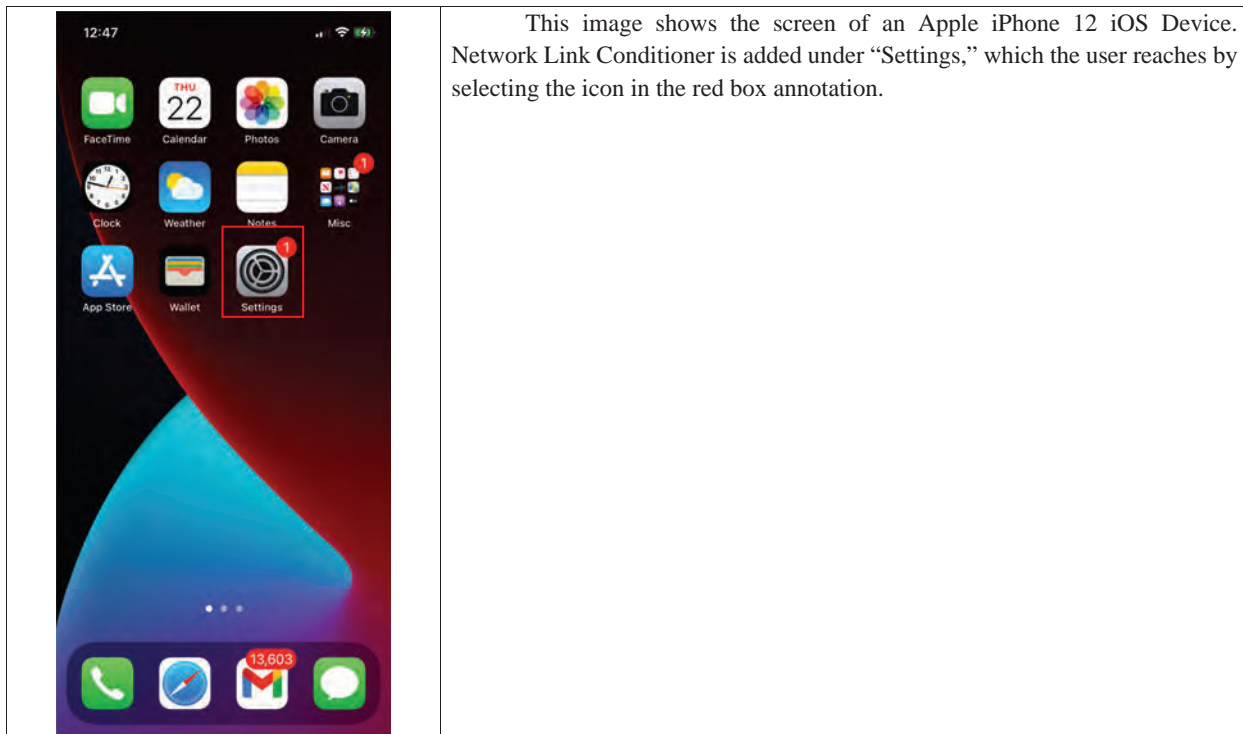 12:47
THU
22
FaceTime Calendar Photos Camera
1
Clock Weather Notes Misc
1
App Store Wallet Settings
13,603
This image shows the screen of an Apple iPhone 12 iOS Device.
Network Link Conditioner is added under “Settings,” which the user reaches by
selecting the icon in the red box annotation.